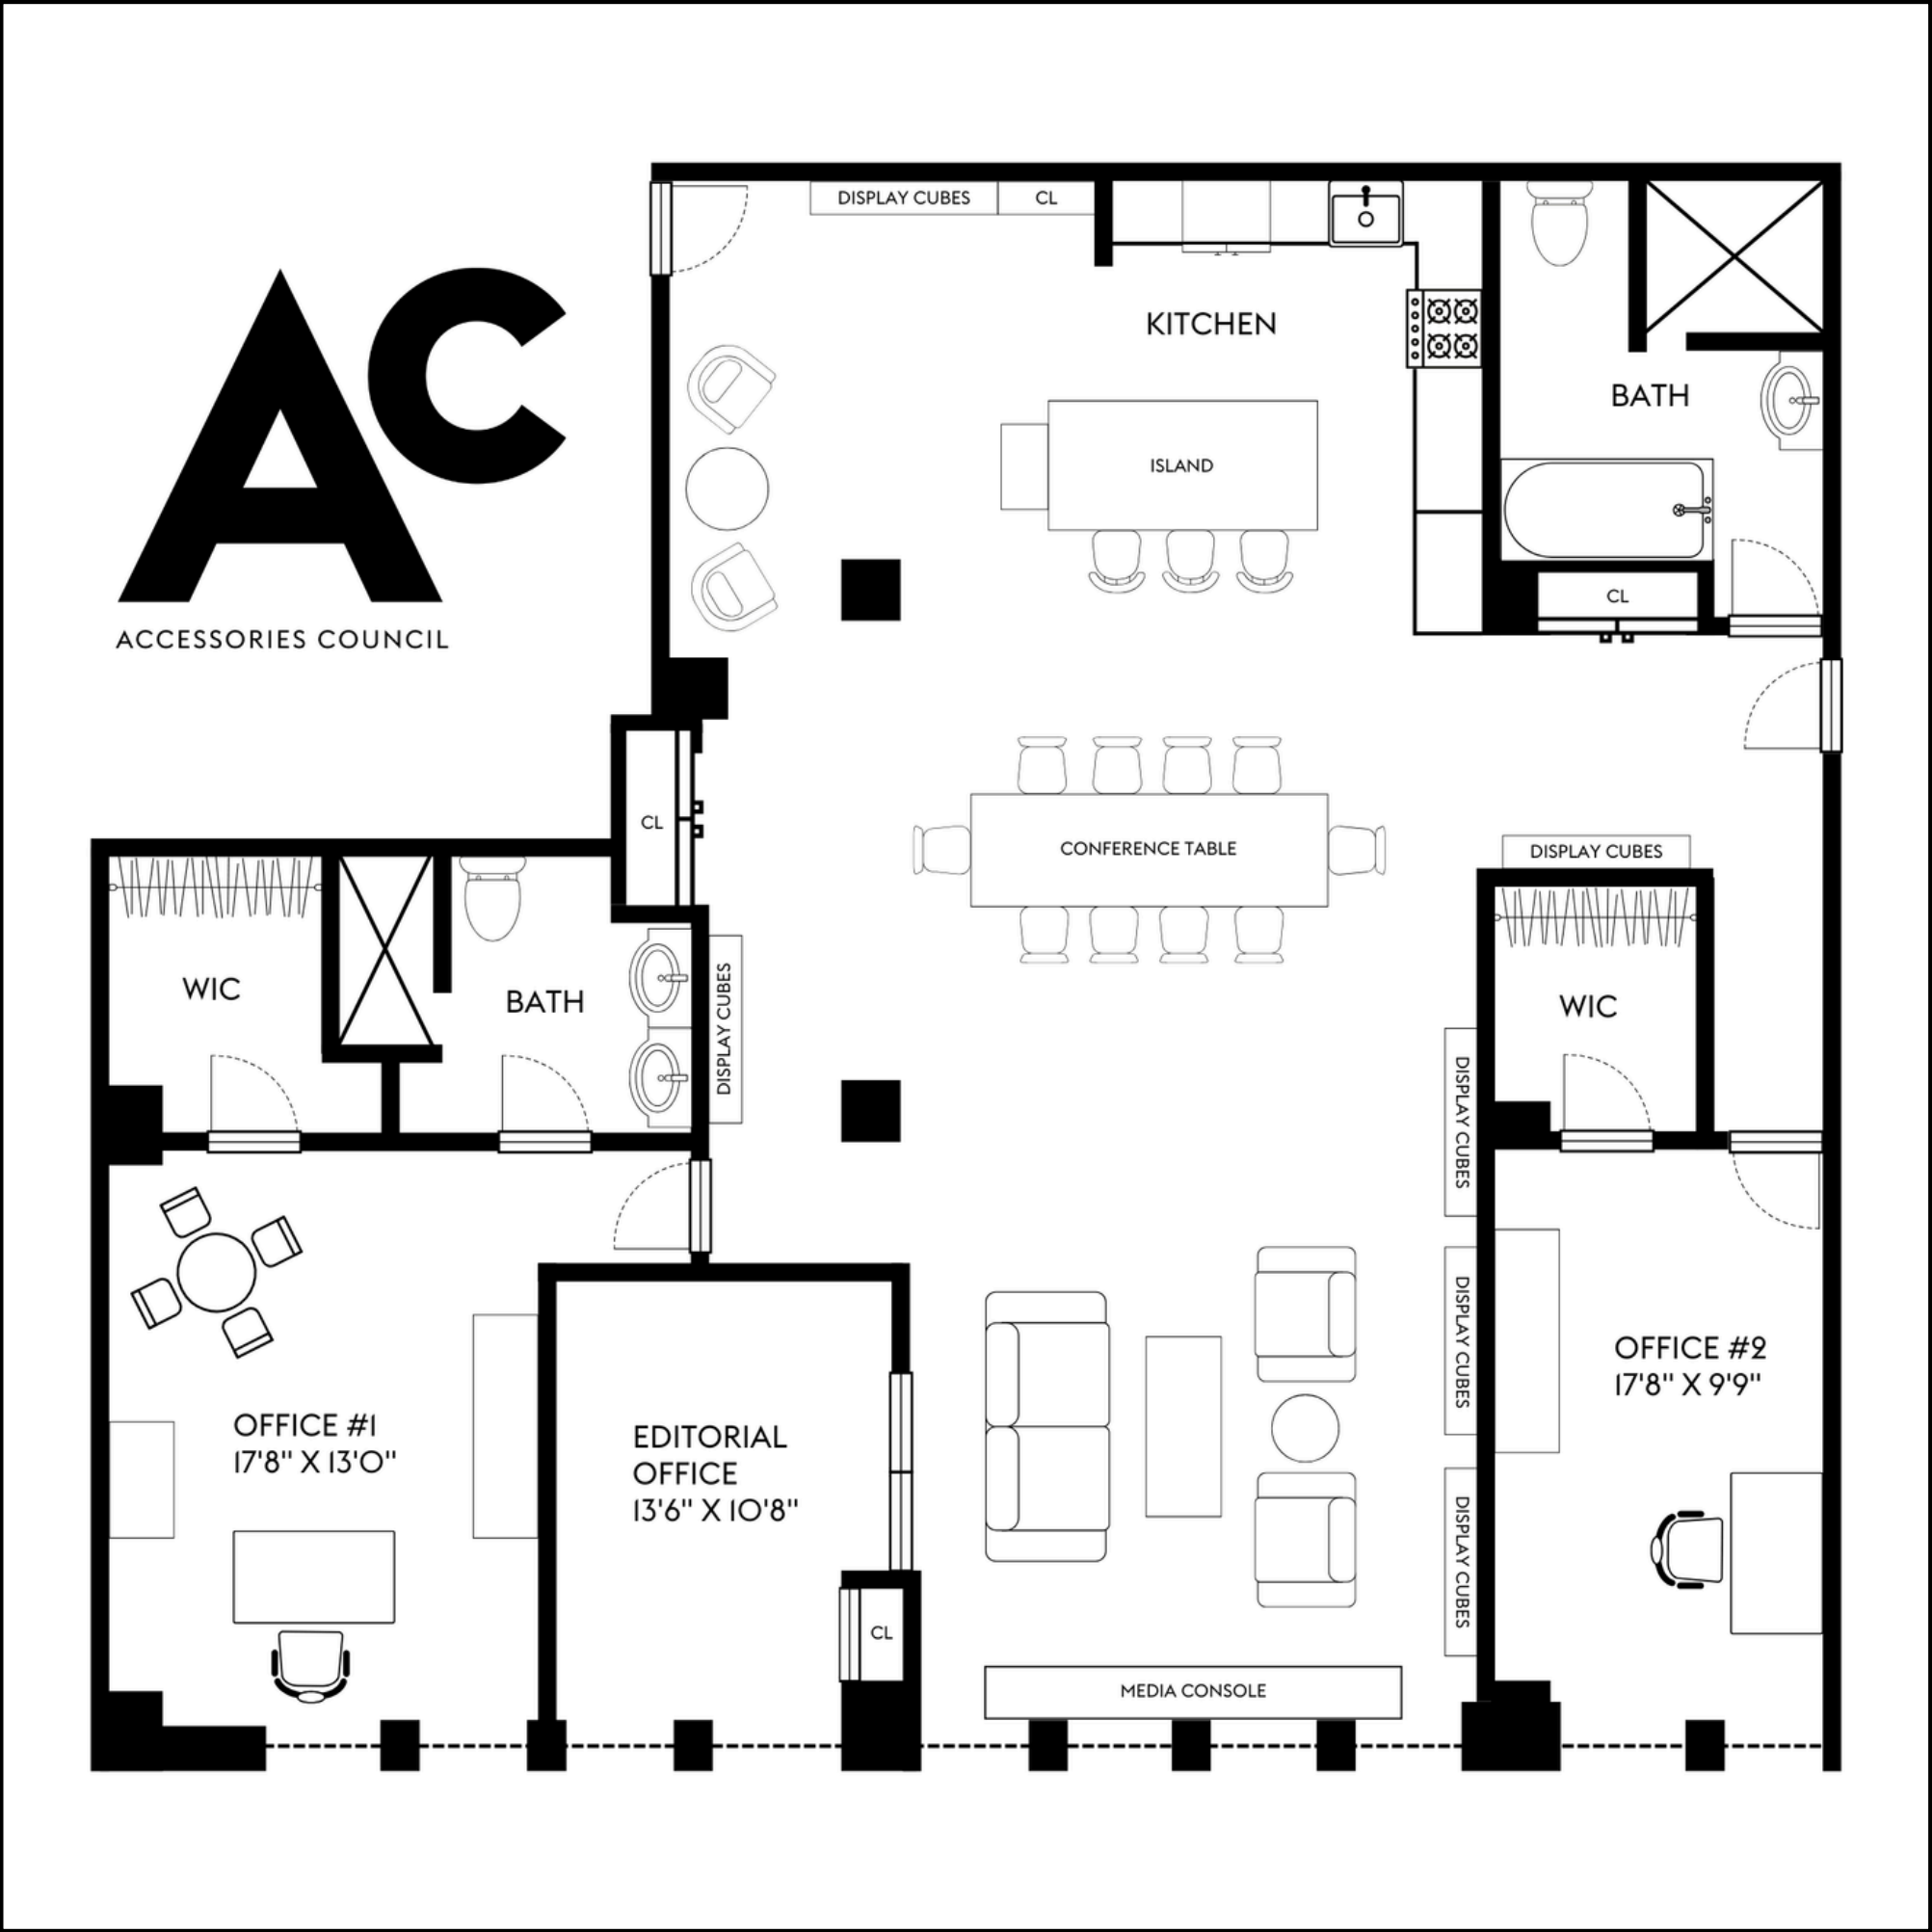 AC
ACCESSORIES COUNCIL
DISPLAY CUBES
CL
KITCHEN
ISLAND
BATH
CL
CL
CONFERENCE TABLE
DISPLAY CUBES
WIC
BATH
DISPLAY CUBES
WIC
DISPLAY CUBES
DISPLAY CUBES
DISPLAY CUBES
OFFICE #1
17'8" X 13'0"
EDITORIAL
OFFICE
13'6" X 10'8"
CL
OFFICE #2
17'8" X 9'9"
MEDIA CONSOLE